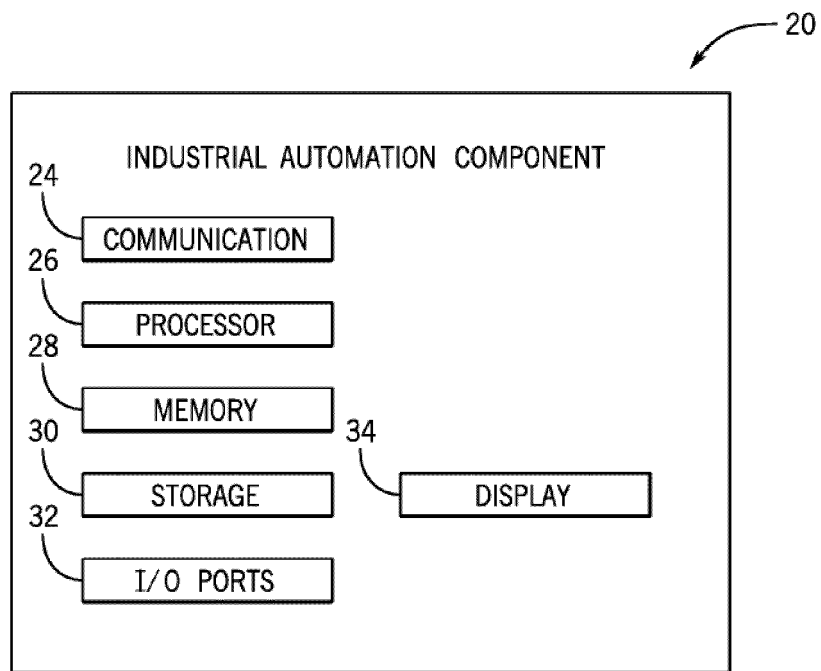 20
INDUSTRIAL AUTOMATION COMPONENT
24
COMMUNICATION
26
PROCESSOR
28
MEMORY
30
STORAGE
34
DISPLAY
32
I/O PORTS